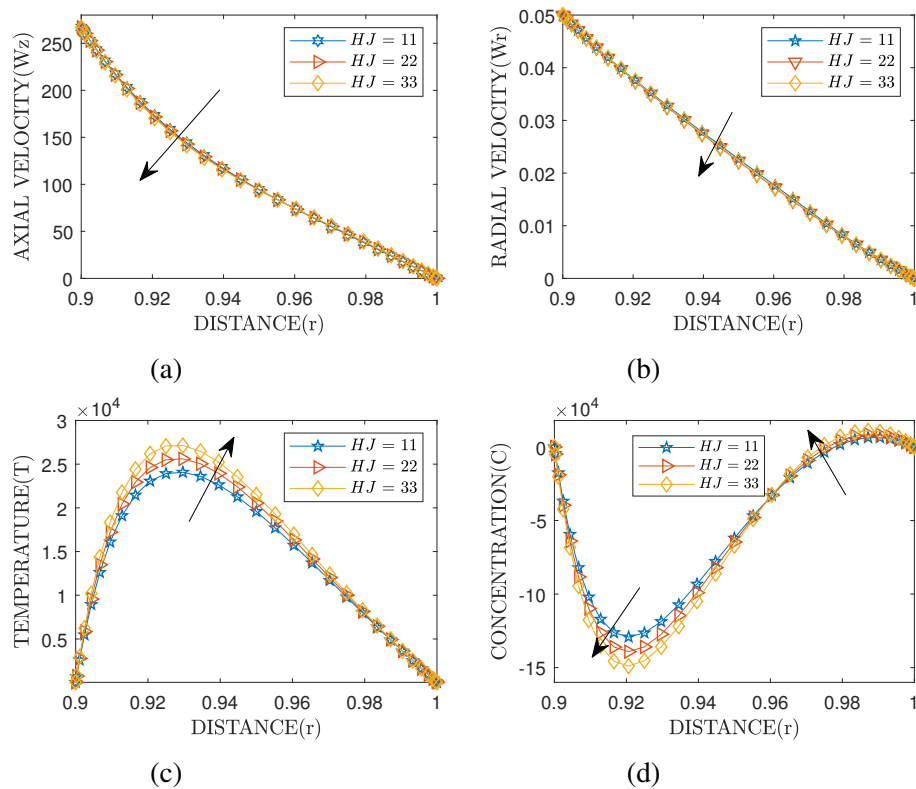 250
200
150
100
50
0
AXIAL VELOCITY(Wz)
HJ = 11
HJ = 22
HJ = 33
0.9 0.92 0.94 0.96 0.98 1
DISTANCE(r)
(a)
0.05
0.04
0.03
0.02
0.01
0
RADIAL VELOCITY(Wr)
HJ = 11
HJ = 22
HJ = 33
0.9 0.92 0.94 0.96 0.98 1
DISTANCE(r)
(b)
×10⁴
3
2.5
2
1.5
1
0.5
TEMPERATURE(T)
HJ = 11
HJ = 22
HJ = 33
0.9 0.92 0.94 0.96 0.98 1
DISTANCE(r)
(c)
×10⁴
0
-5
-10
-15
CONCENTRATION(C)
HJ = 11
HJ = 22
HJ = 33
0.9 0.92 0.94 0.96 0.98 1
DISTANCE(r)
(d)